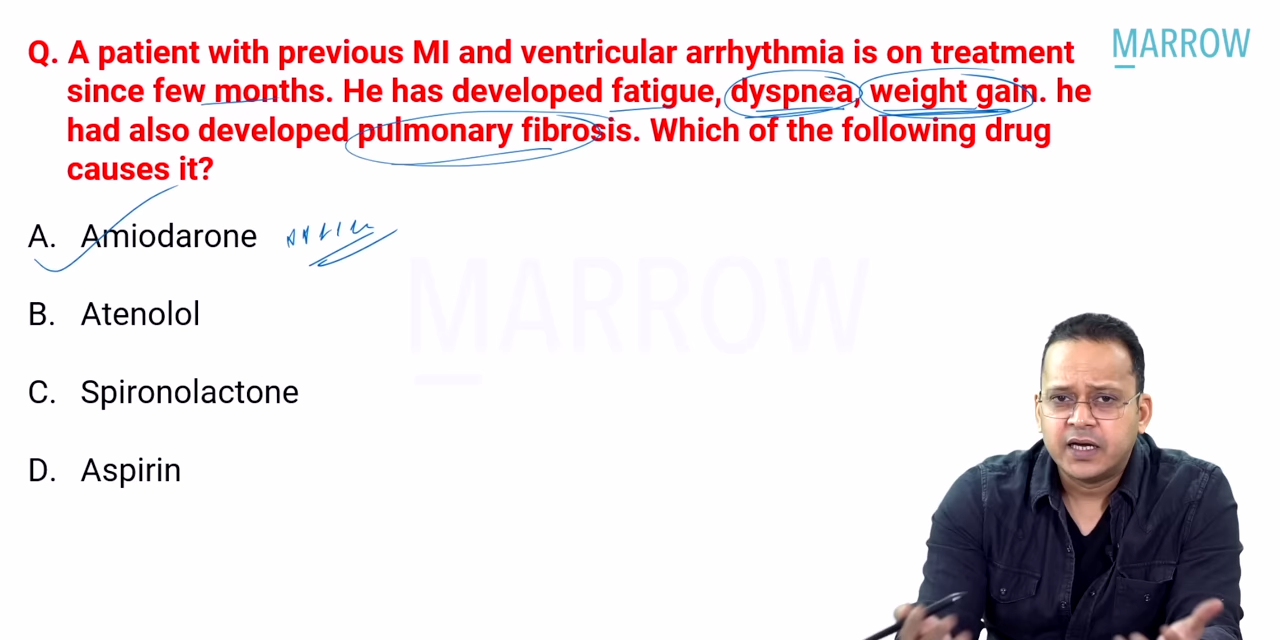 MARROW
Q. A patient with previous MI and ventricular arrhythmia is on treatment
since few months. He has developed fatigue, dyspnea, weight gain. he
had also developed pulmonary fibrosis. Which of the following drug
causes it?
A. Amiodarone
MARROW
B. Atenolol
C. Spironolactone
D. Aspirin